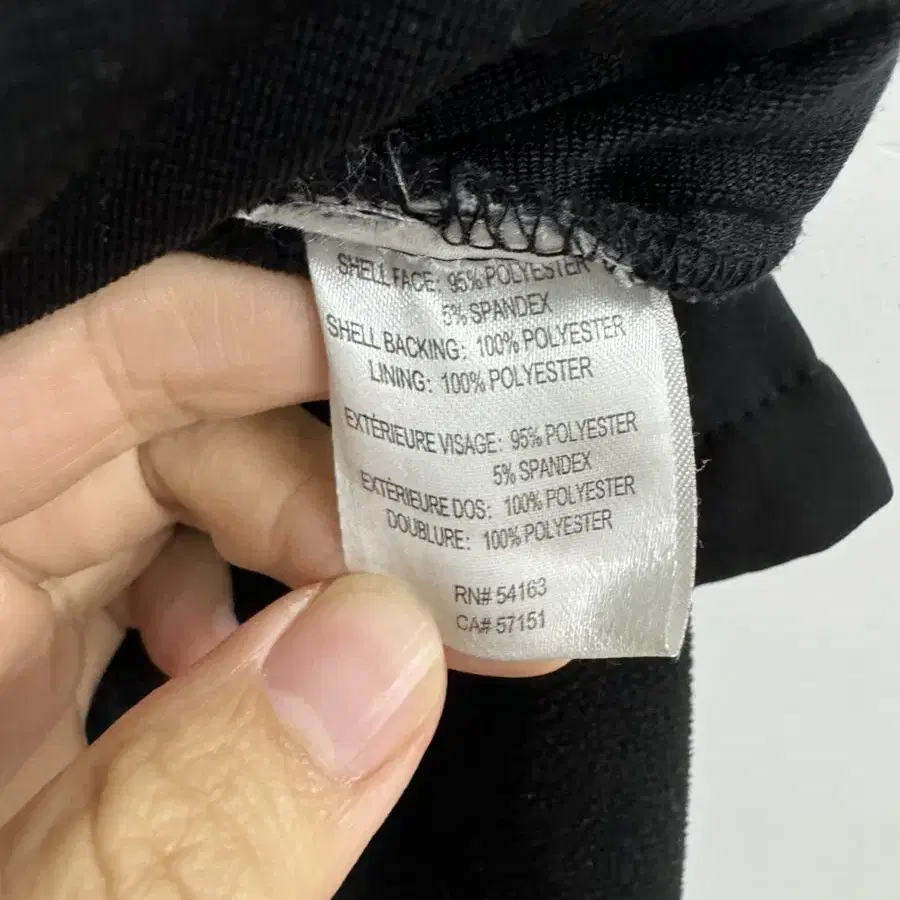 SHELL FACE: 95% POLYESTER
5% SPANDEX
SHELL BACKING: 100% POLYESTER
LINING: 100% POLYESTER
EXTÉRIEURE VISAGE: 95% POLYESTER
5% SPANDEX
EXTÉRIEURE DOS: 100% POLYESTER
DOUBLURE: 100% POLYESTER
RN# 54163
CA# 57151